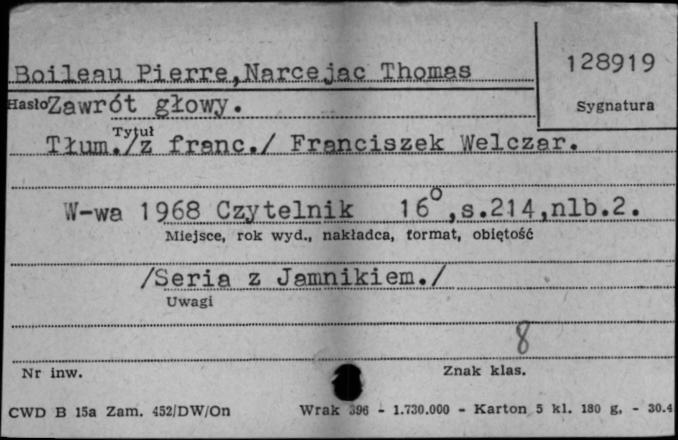 Boileau Pierre,Narcejac Thomas
128919
Hasło Zawrót głowy.
Sygnatura
Tytuł
Tłum./z franc./ Franciszek Welczar.
W-wa 1968 Czytelnik 16°,s.214,nlb.2.
Miejsce, rok wyd., nakładca, format, obiętość
/Seria z Jamnikiem./
Uwagi
8
Nr inw. Znak klas.
CWD B 15a Zam. 452/DW/On Wrak 396 - 1.730.000 - Karton 5 kl. 180 g. - 30.4